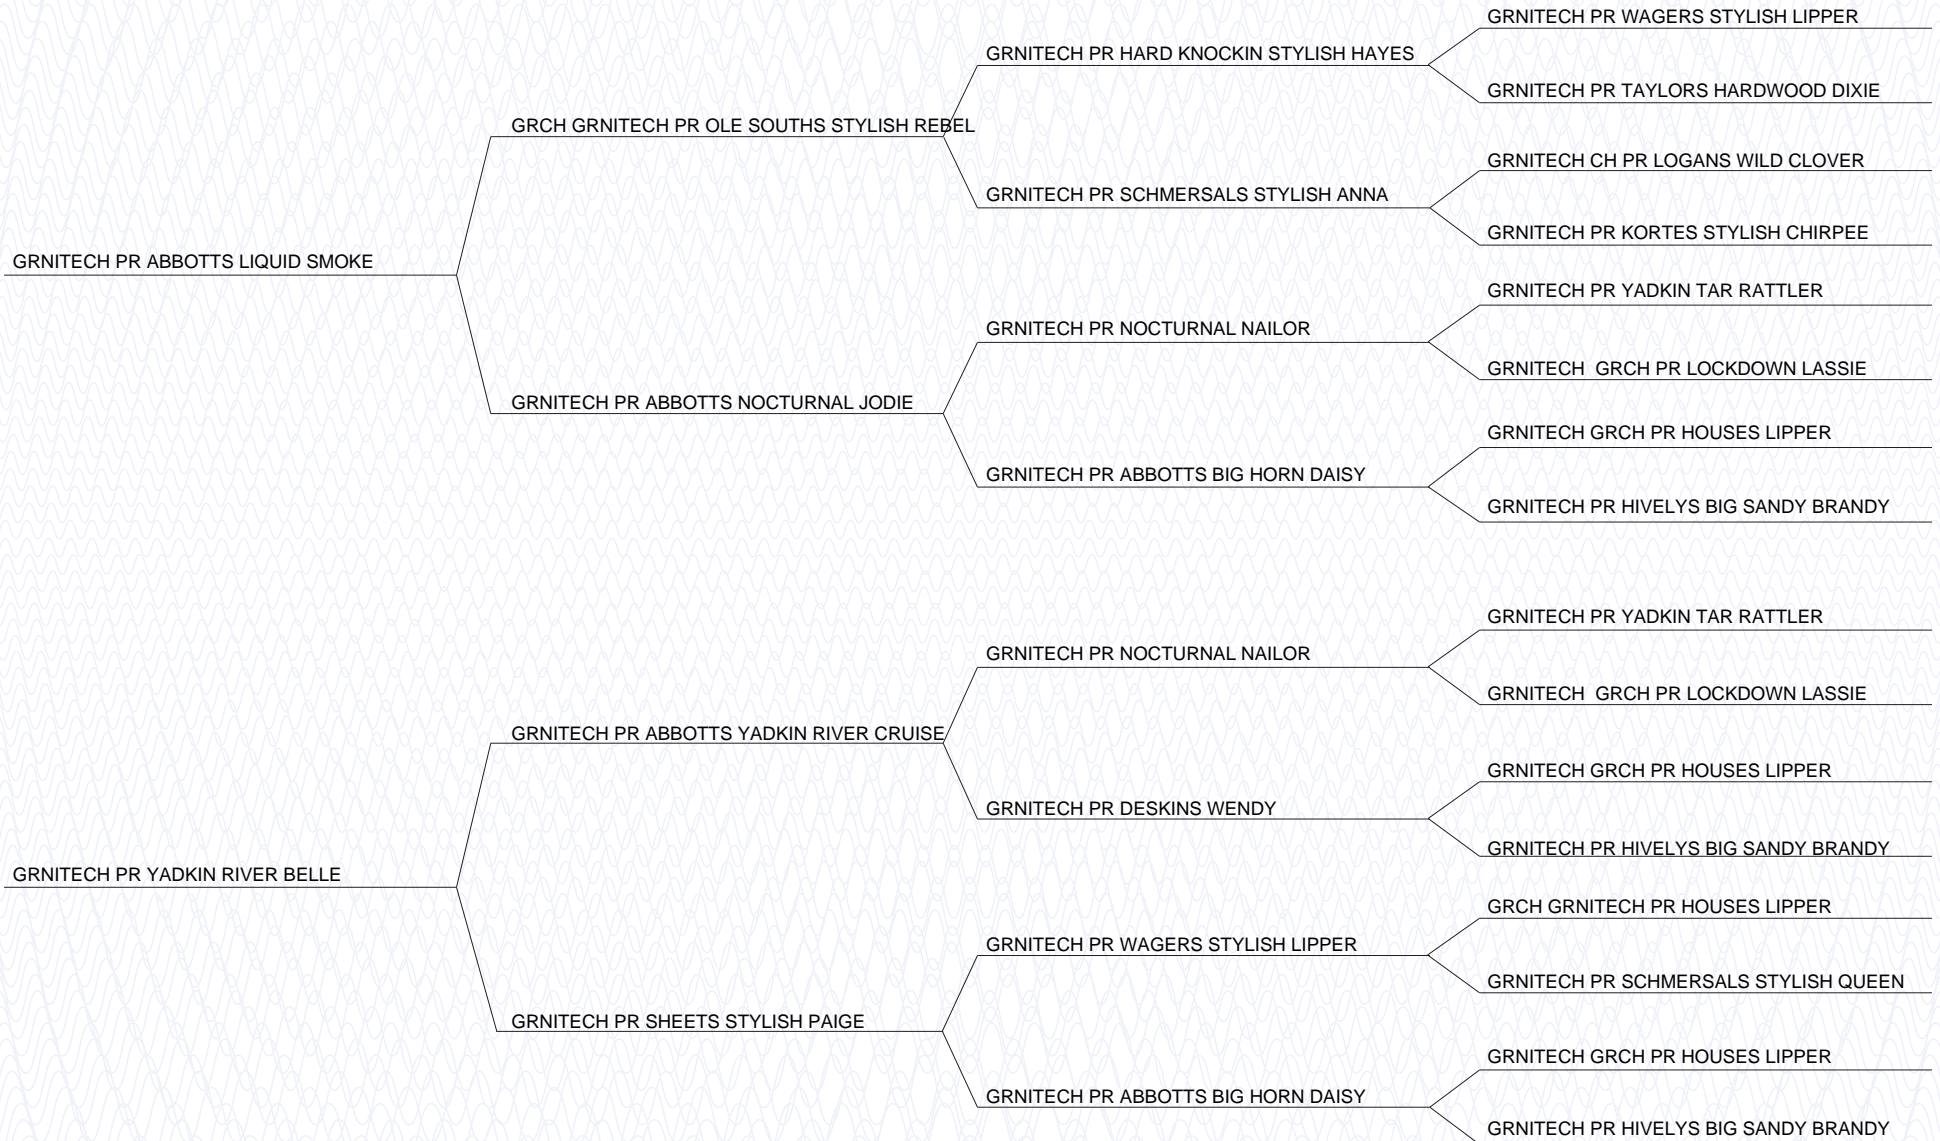 GRNITECH PR WAGERS STYLISH LIPPER
GRNITECH PR HARD KNOCKIN STYLISH HAYES
GRNITECH PR TAYLORS HARDWOOD DIXIE
GRCH GRNITECH PR OLE SOUTHS STYLISH REBEL
GRNITECH CH PR LOGANS WILD CLOVER
GRNITECH PR SCHMERSALS STYLISH ANNA
GRNITECH PR KORTES STYLISH CHIRPEE
GRNITECH PR ABBOTTS LIQUID SMOKE
GRNITECH PR YADKIN TAR RATTLER
GRNITECH PR NOCTURNAL NAILOR
GRNITECH  GRCH PR LOCKDOWN LASSIE
GRNITECH PR ABBOTTS NOCTURNAL JODIE
GRNITECH GRCH PR HOUSES LIPPER
GRNITECH PR ABBOTTS BIG HORN DAISY
GRNITECH PR HIVELYS BIG SANDY BRANDY
GRNITECH PR YADKIN TAR RATTLER
GRNITECH PR NOCTURNAL NAILOR
GRNITECH  GRCH PR LOCKDOWN LASSIE
GRNITECH PR ABBOTTS YADKIN RIVER CRUISE
GRNITECH GRCH PR HOUSES LIPPER
GRNITECH PR DESKINS WENDY
GRNITECH PR HIVELYS BIG SANDY BRANDY
GRNITECH PR YADKIN RIVER BELLE
GRCH GRNITECH PR HOUSES LIPPER
GRNITECH PR WAGERS STYLISH LIPPER
GRNITECH PR SCHMERSALS STYLISH QUEEN
GRNITECH PR SHEETS STYLISH PAIGE
GRNITECH GRCH PR HOUSES LIPPER
GRNITECH PR ABBOTTS BIG HORN DAISY
GRNITECH PR HIVELYS BIG SANDY BRANDY